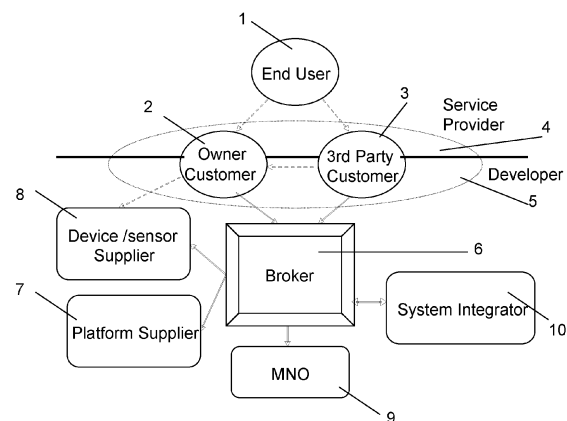 1
End User
2
3
Service
Provider
4
Owner
Customer
3rd Party
Customer
Developer
5
8
Device /sensor
Supplier
6
Broker
7
Platform Supplier
System Integrator
10
MNO
9